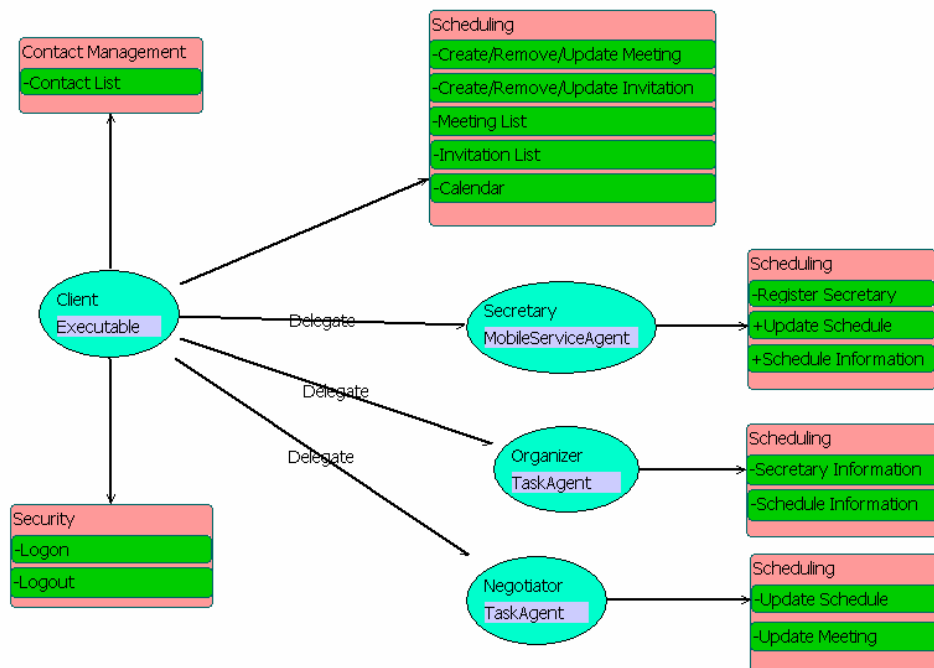 Contact Management
-Contact List
Scheduling
-Create/Remove/Update Meeting
-Create/Remove/Update Invitation
-Meeting List
-Invitation List
-Calendar
Client
Executable
Delegate
Secretary
MobileServiceAgent
Scheduling
-Register Secretary
+Update Schedule
+Schedule Information
Delegate
Organizer
TaskAgent
Scheduling
-Secretary Information
-Schedule Information
Delegate
Negotiator
TaskAgent
Scheduling
-Update Schedule
-Update Meeting
Security
-Logon
-Logout